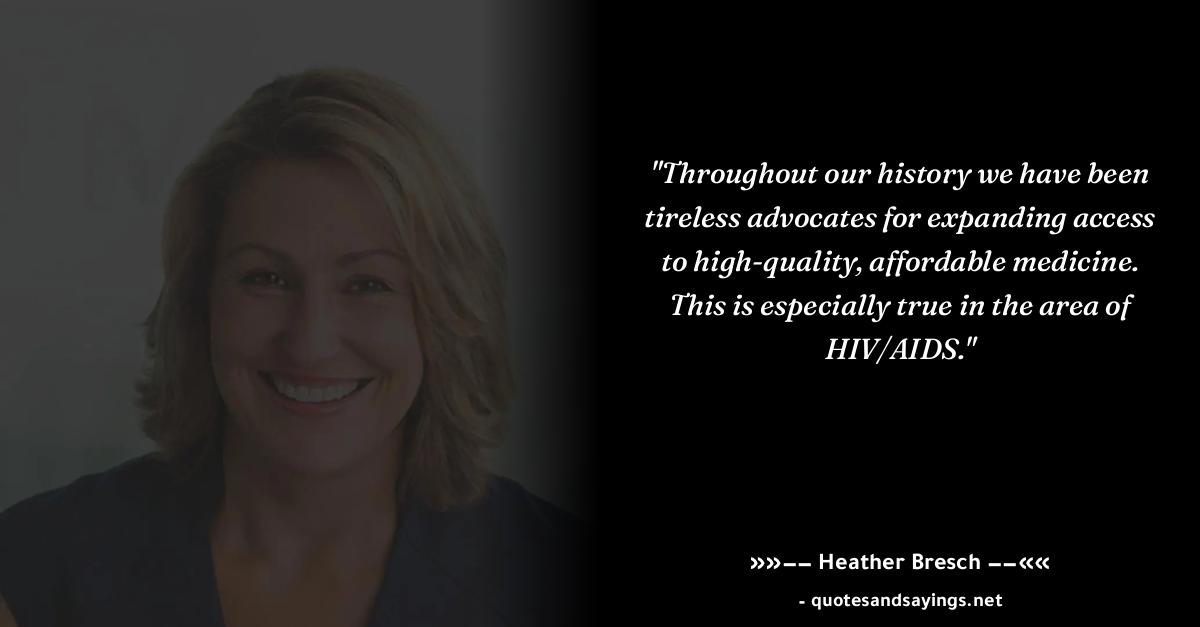 "Throughout our history we have been
tireless advocates for expanding access
to high-quality, affordable medicine.
This is especially true in the area of
HIV/AIDS."
»»–– Heather Bresch ––««
- quotesandsayings.net